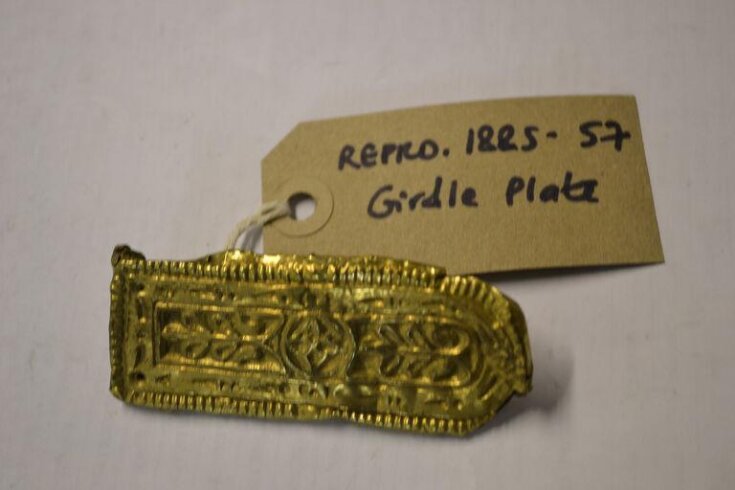 REPRO. 1885-57
Girdle Plate